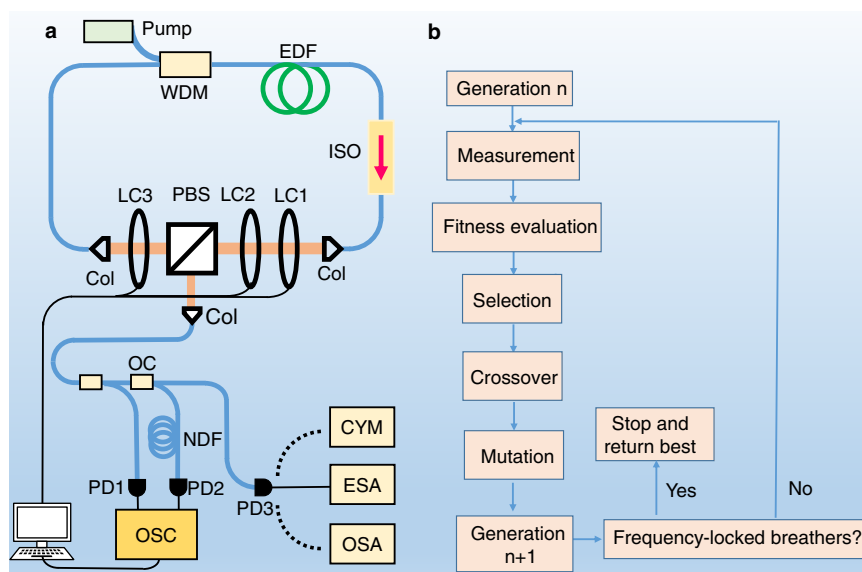 a
Pump
EDF
WDM
ISO
LC3
PBS
LC2
LC1
Col
Col
Col
OC
NDF
CYM
PD1
PD2
PD3
ESA
OSC
OSA
b
Generation n
Measurement
Fitness evaluation
Selection
Crossover
Mutation
Stop and
return best
Yes
No
Generation
n+1
Frequency-locked breathers?